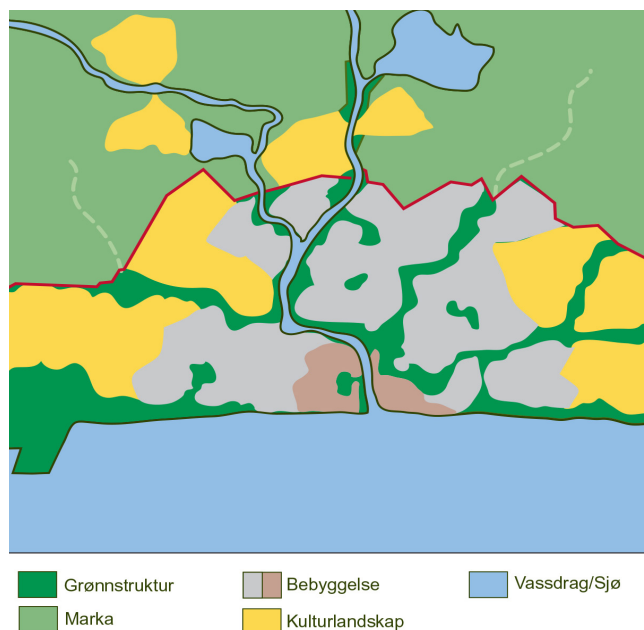 Grønnstruktur
Bebyggelse
Vassdrag/Sjø
Marka
Kulturlandskap